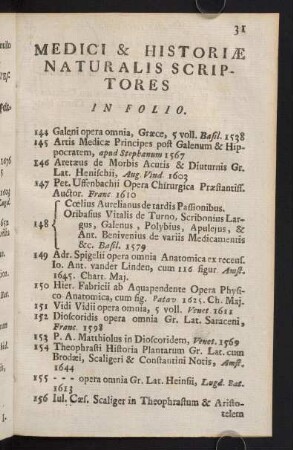 31
MEDICI & HISTORIÆ
NATURALIS SCRIP-
TORES
IN FOLIO.
144 Galeni opera omnia, Græce, 5 voll. Basil. 1538
145 Artis Medicæ Principes post Galenum & Hip-
pocratem, apud Stephanum 1567
146 Aretæus de Morbis Acutis & Diuturnis Gr.
Lat. Henischii, Aug. Vind. 1603
147 Pet. Uffenbachii Opera Chirurgica Præstantiss.
Auctor. Franc 1610
Cœlius Aurelianus de tardis Passionibus.
Oribasius Vitalis de Turno, Scribonius Lar-
148 gus, Galenus, Polybius, Apulejus, &
Ant. Benivenius de variis Medicamentis
&c. Basil. 1579
149 Adr. Spigelii opera omnia Anatomica ex recens.
Io. Ant. vander Linden, cum 116 figur Amst.
1645. Chart. Maj.
150 Hier. Fabricii ab Aquapendente Opera Physi-
co Anatomica, cum fig. Patav. 1625. Ch. Maj.
151 Vidi Vidii opera omnia, 5 voll. Venet 1611
152 Dioscoridis opera omnia Gr. Lat. Saraceni,
Franc. 1598
153 P. A. Matthiolus in Dioscoridem, Venet. 1569
154 Theophrasti Historia Plantarum Gr. Lat. cum
Brodæi, Scaligeri & Constantini Notis, Amst.
1644
155 - - - opera omnia Gr. Lat. Heinsii, Lugd. Bat.
1613
156 Iul. Cæs. Scaliger in Theophrastum & Aristo-
telem